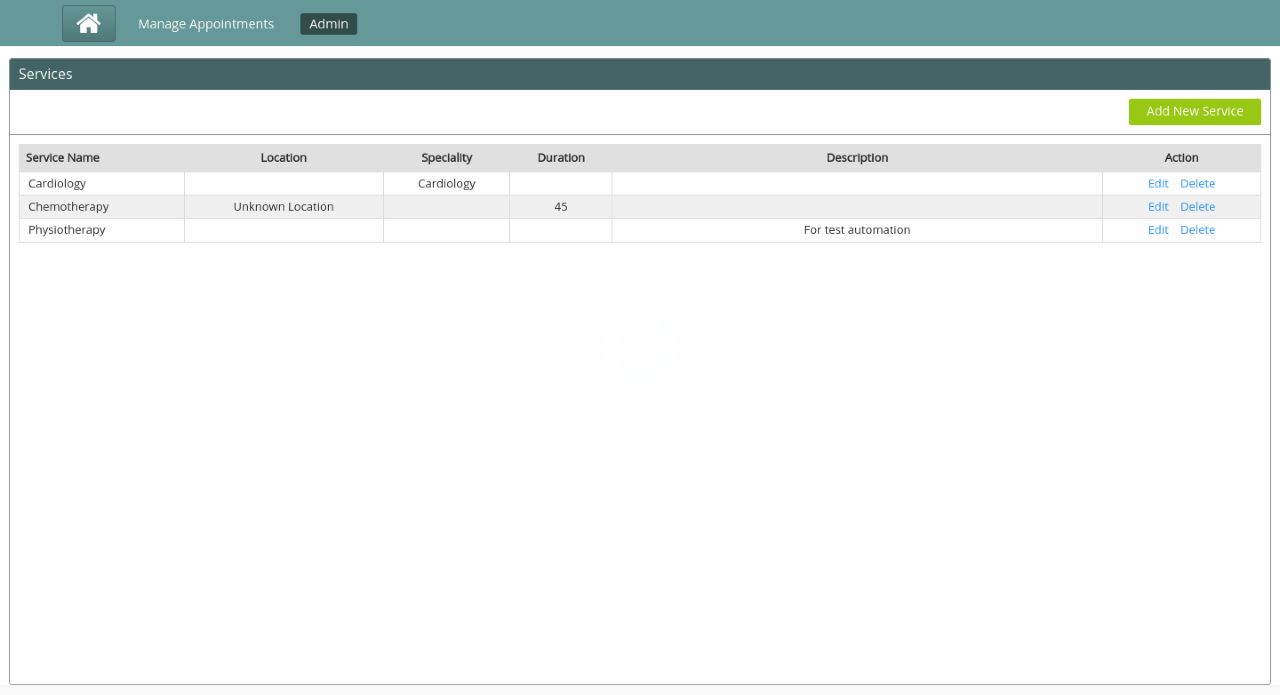 Manage Appointments Admin
Services
Add New Service
Service Name Location Speciality Duration Description Action
Cardiology Cardiology Edit Delete
Chemotherapy Unknown Location 45 Edit Delete
Physiotherapy For test automation Edit Delete